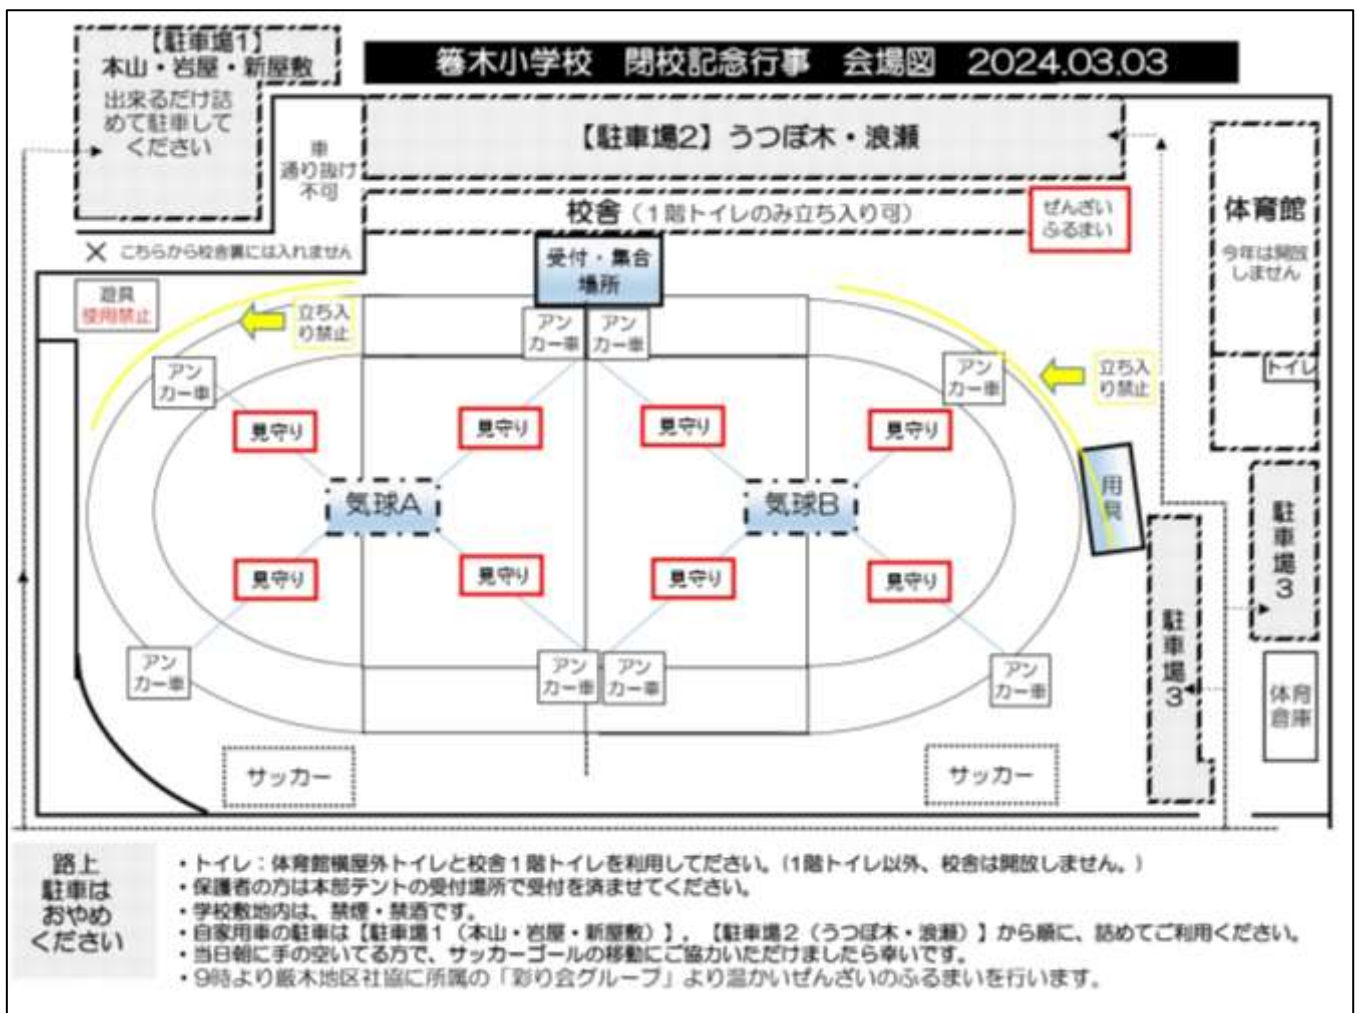 【駐車場1】
本山・岩屋・新屋敷
出来るだけ詰
めて駐車して
ください
箞木小学校 閉校記念行事 会場図 2024.03.03
車
通り抜け
不可
【駐車場2】うつぼ木・浪瀬
校舎（1階トイレのみ立ち入り可）
ぜんざい
ふるまい
体育館
今年は開放
しません
トイレ
× こちらから校舎裏には入れません
受付・集合
場所
遊具
使用禁止
立ち入
り禁止
アン
カー車
アン
カー車
アン
カー車
アン
カー車
立ち入
り禁止
見守り
見守り
見守り
見守り
気球A
気球B
用
具
見守り
見守り
見守り
見守り
駐
車
場
3
駐
車
場
3
アン
カー車
アン
カー車
アン
カー車
アン
カー車
体育
倉庫
サッカー
サッカー
路上
駐車は
おやめ
ください
・トイレ：体育館横屋外トイレと校舎1階トイレを利用してださい。(1階トイレ以外、校舎は開放しません。)
・保護者の方は本部テントの受付場所で受付を済ませてください。
・学校敷地内は、禁煙・禁酒です。
・自家用車の駐車は【駐車場1（本山・岩屋・新屋敷）】，【駐車場2（うつぼ木・浪瀬）】から順に、詰めてご利用ください。
・当日朝に手の空いてる方で、サッカーゴールの移動にご協力いただけましたら幸いです。
・9時より厳木地区社協に所属の「彩り会グループ」より温かいぜんざいのふるまいを行います。